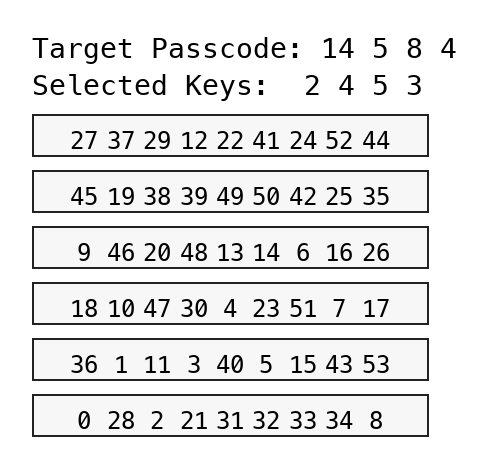 Target Passcode: 14 5 8 4
Selected Keys: 2 4 5 3
27 37 29 12 22 41 24 52 44
45 19 38 39 49 50 42 25 35
9 46 20 48 13 14 6 16 26
18 10 47 30 4 23 51 7 17
36 1 11 3 40 5 15 43 53
0 28 2 21 31 32 33 34 8